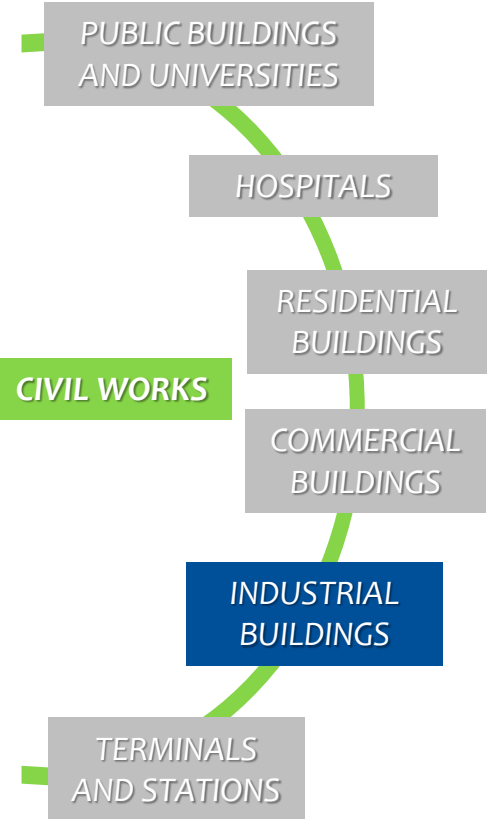 PUBLIC BUILDINGS
AND UNIVERSITIES
HOSPITALS
RESIDENTIAL
BUILDINGS
CIVIL WORKS
COMMERCIAL
BUILDINGS
INDUSTRIAL
BUILDINGS
TERMINALS
AND STATIONS